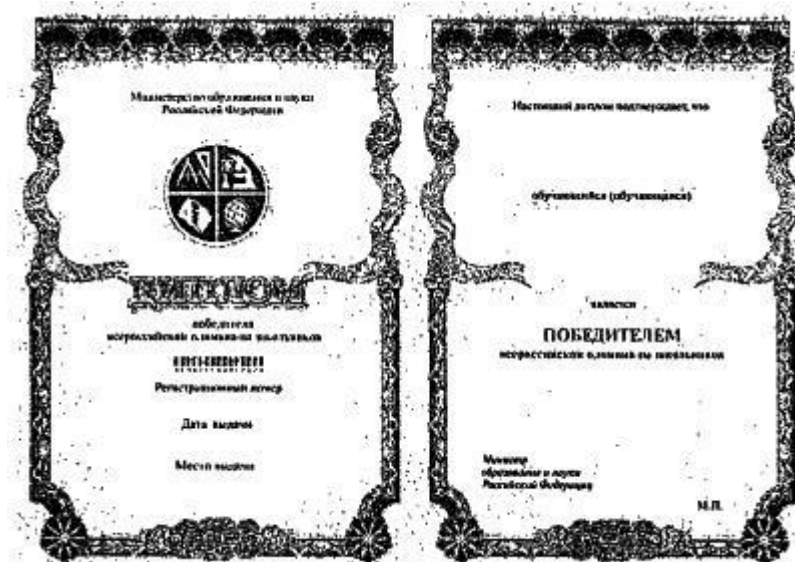 Министерство образования и науки
Российской Федерации
ДИПЛОМ
победителя
всероссийской олимпиады школьников
Регистрационный номер
Дата выдачи
Место выдачи
Настоящий диплом подтверждает, что
обучающийся (обучающаяся)
является
ПОБЕДИТЕЛЕМ
всероссийской олимпиады школьников
Министр
образования и науки
Российской Федерации
М.П.